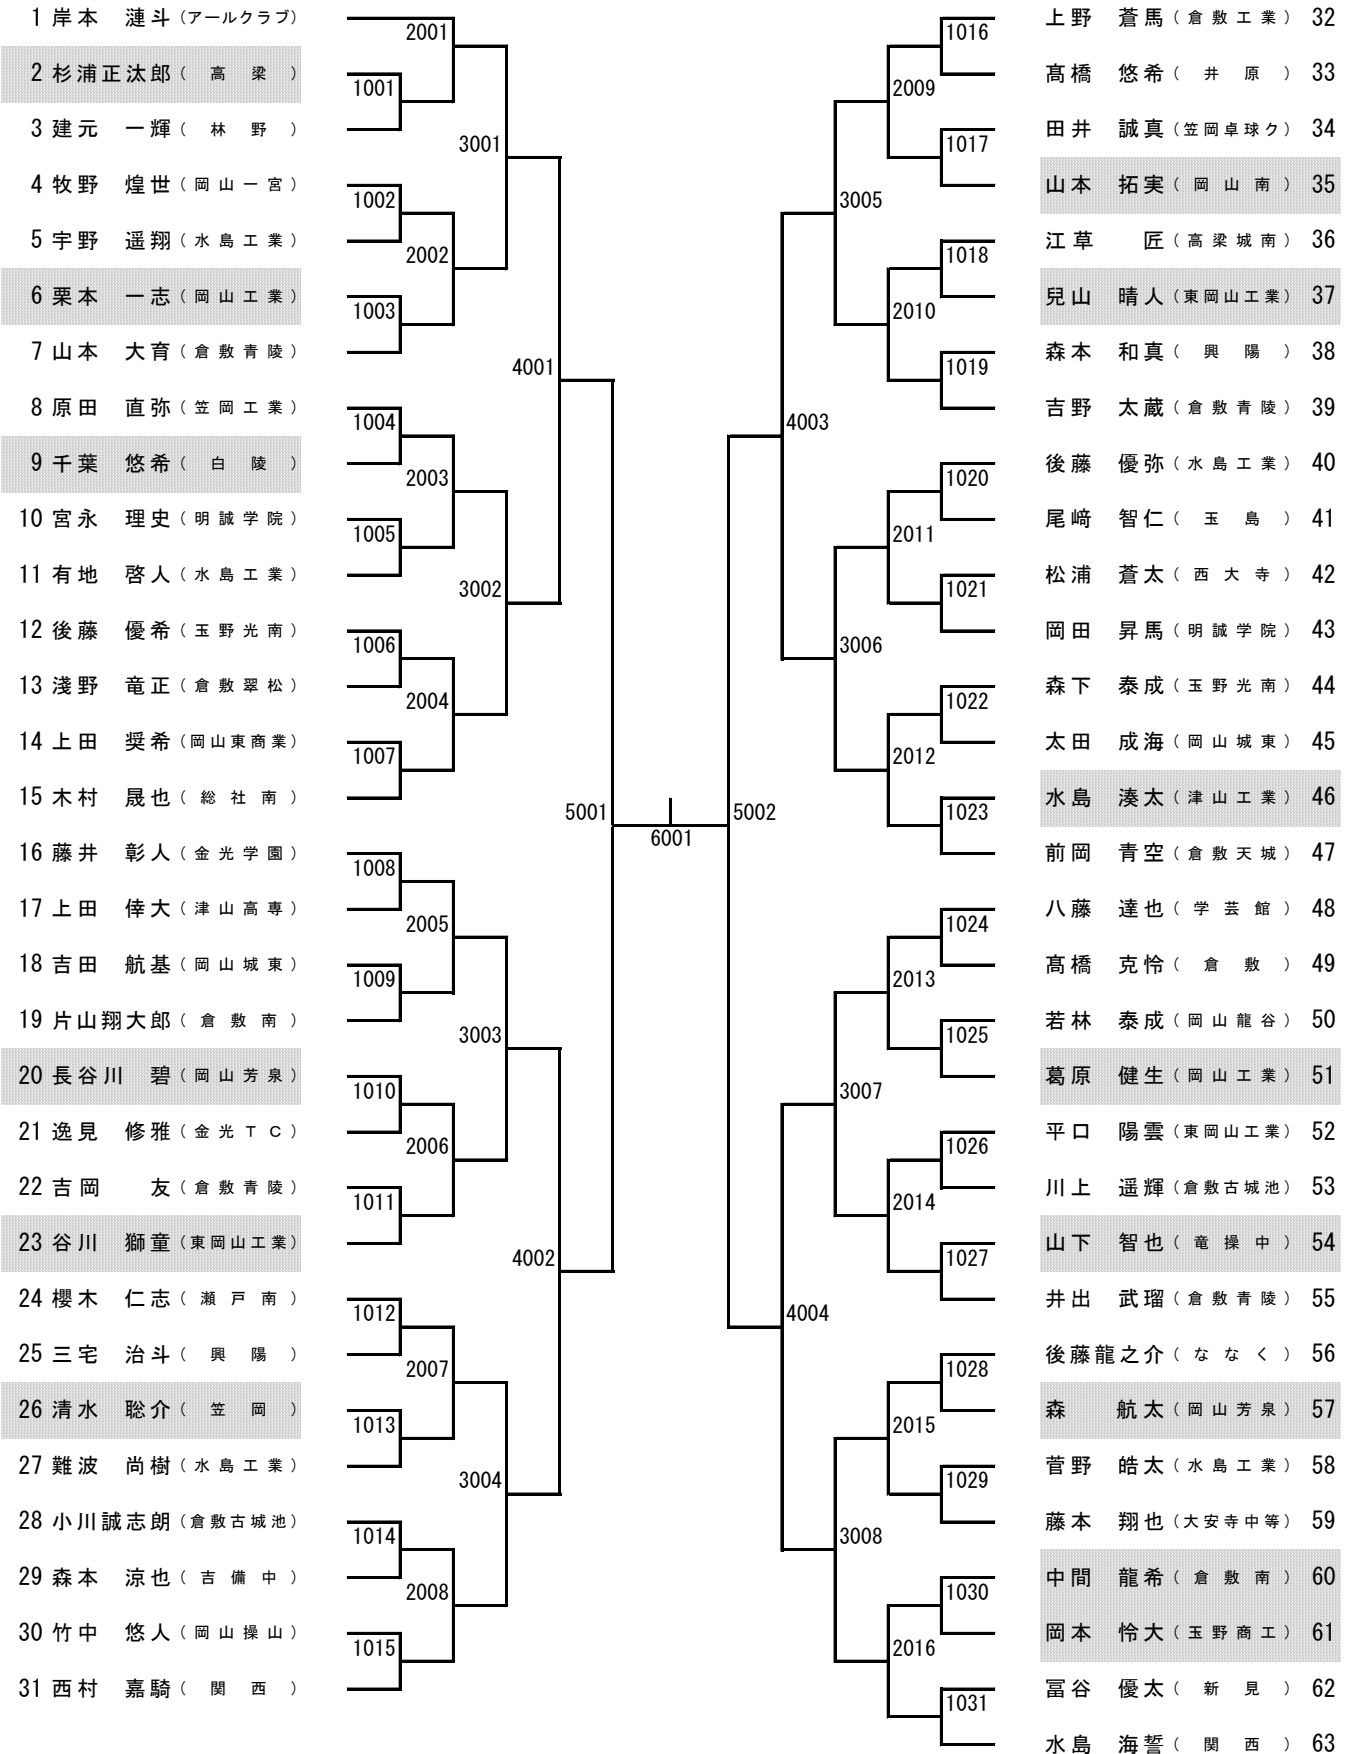 1 岸本 漣斗 (アールクラブ)
2 杉浦正汰郎 (高梁)
3 建元 一輝 (林野)
4 牧野 煌世 (岡山一宮)
5 宇野 遥翔 (水島工業)
6 栗本 一志 (岡山工業)
7 山本 大育 (倉敷青陵)
8 原田 直弥 (笠岡工業)
9 千葉 悠希 (白陵)
10 宮永 理史 (明誠学院)
11 有地 啓人 (水島工業)
12 後藤 優希 (玉野光南)
13 淺野 竜正 (倉敷翠松)
14 上田 奨希 (岡山東商業)
15 木村 晟也 (総社南)
16 藤井 彰人 (金光学園)
17 上田 倖大 (津山高専)
18 吉田 航基 (岡山城東)
19 片山翔大郎 (倉敷南)
20 長谷川 碧 (岡山芳泉)
21 逸見 修雅 (金光TC)
22 吉岡 友 (倉敷青陵)
23 谷川 獅童 (東岡山工業)
24 櫻木 仁志 (瀬戸南)
25 三宅 治斗 (興陽)
26 清水 聡介 (笠岡)
27 難波 尚樹 (水島工業)
28 小川誠志朗 (倉敷古城池)
29 森本 涼也 (吉備中)
30 竹中 悠人 (岡山操山)
31 西村 嘉騎 (関西)
1001
1002
1003
1004
1005
1006
1007
1008
1009
1010
1011
1012
1013
1014
1015
2001
2002
2003
2004
2005
2006
2007
2008
3001
3002
3003
3004
4001
4002
5001
6001
5002
4003
4004
3005
3006
3007
3008
2009
2010
2011
2012
2013
2014
2015
2016
1016
1017
1018
1019
1020
1021
1022
1023
1024
1025
1026
1027
1028
1029
1030
1031
上野 蒼馬 (倉敷工業) 32
髙橋 悠希 (井原) 33
田井 誠真 (笠岡卓球ク) 34
山本 拓実 (岡山南) 35
江草 匠 (高梁城南) 36
兒山 晴人 (東岡山工業) 37
森本 和真 (興陽) 38
吉野 太蔵 (倉敷青陵) 39
後藤 優弥 (水島工業) 40
尾﨑 智仁 (玉島) 41
松浦 蒼太 (西大寺) 42
岡田 昇馬 (明誠学院) 43
森下 泰成 (玉野光南) 44
太田 成海 (岡山城東) 45
水島 湊太 (津山工業) 46
前岡 青空 (倉敷天城) 47
八藤 達也 (学芸館) 48
髙橋 克怜 (倉敷) 49
若林 泰成 (岡山龍谷) 50
葛原 健生 (岡山工業) 51
平口 陽雲 (東岡山工業) 52
川上 遥輝 (倉敷古城池) 53
山下 智也 (竜操中) 54
井出 武瑠 (倉敷青陵) 55
後藤龍之介 (ななく) 56
森 航太 (岡山芳泉) 57
菅野 皓太 (水島工業) 58
藤本 翔也 (大安寺中等) 59
中間 龍希 (倉敷南) 60
岡本 怜大 (玉野商工) 61
冨谷 優太 (新見) 62
水島 海誓 (関西) 63